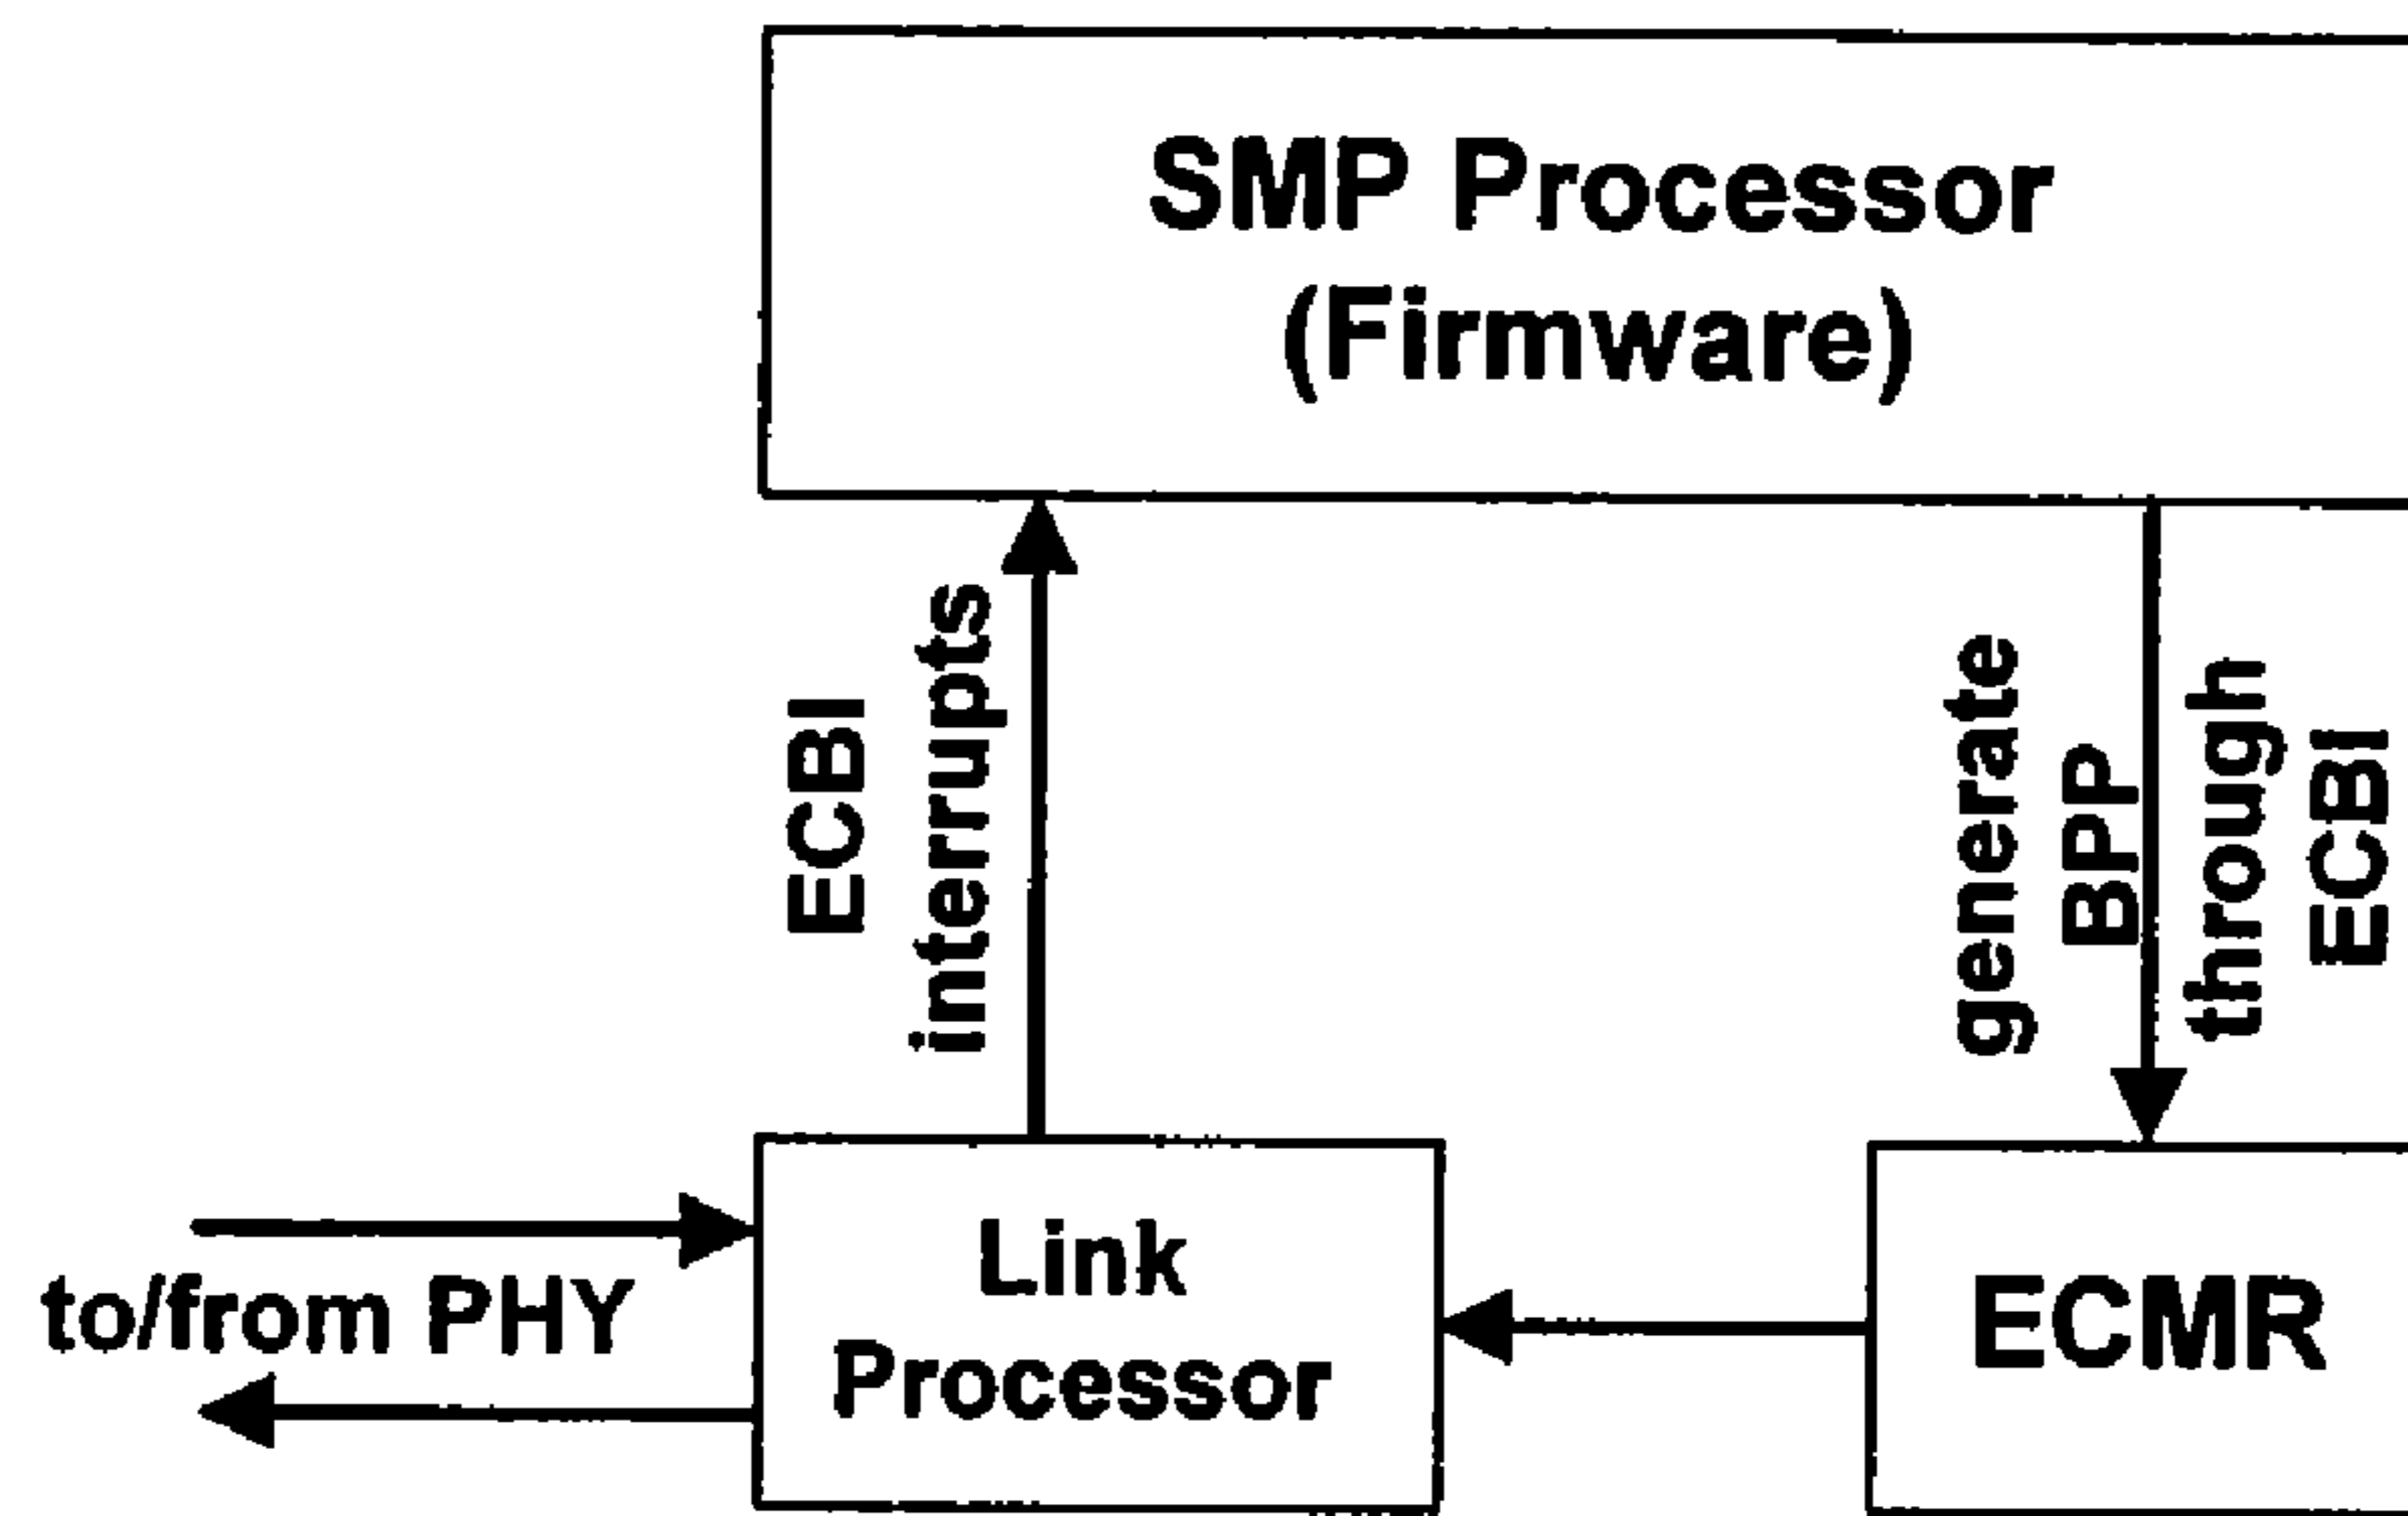 SMP Processor
(Firmware)
ECBI
interrupts
generate
BPP
through
ECBI
Link
Processor
to/from PHY
ECMR